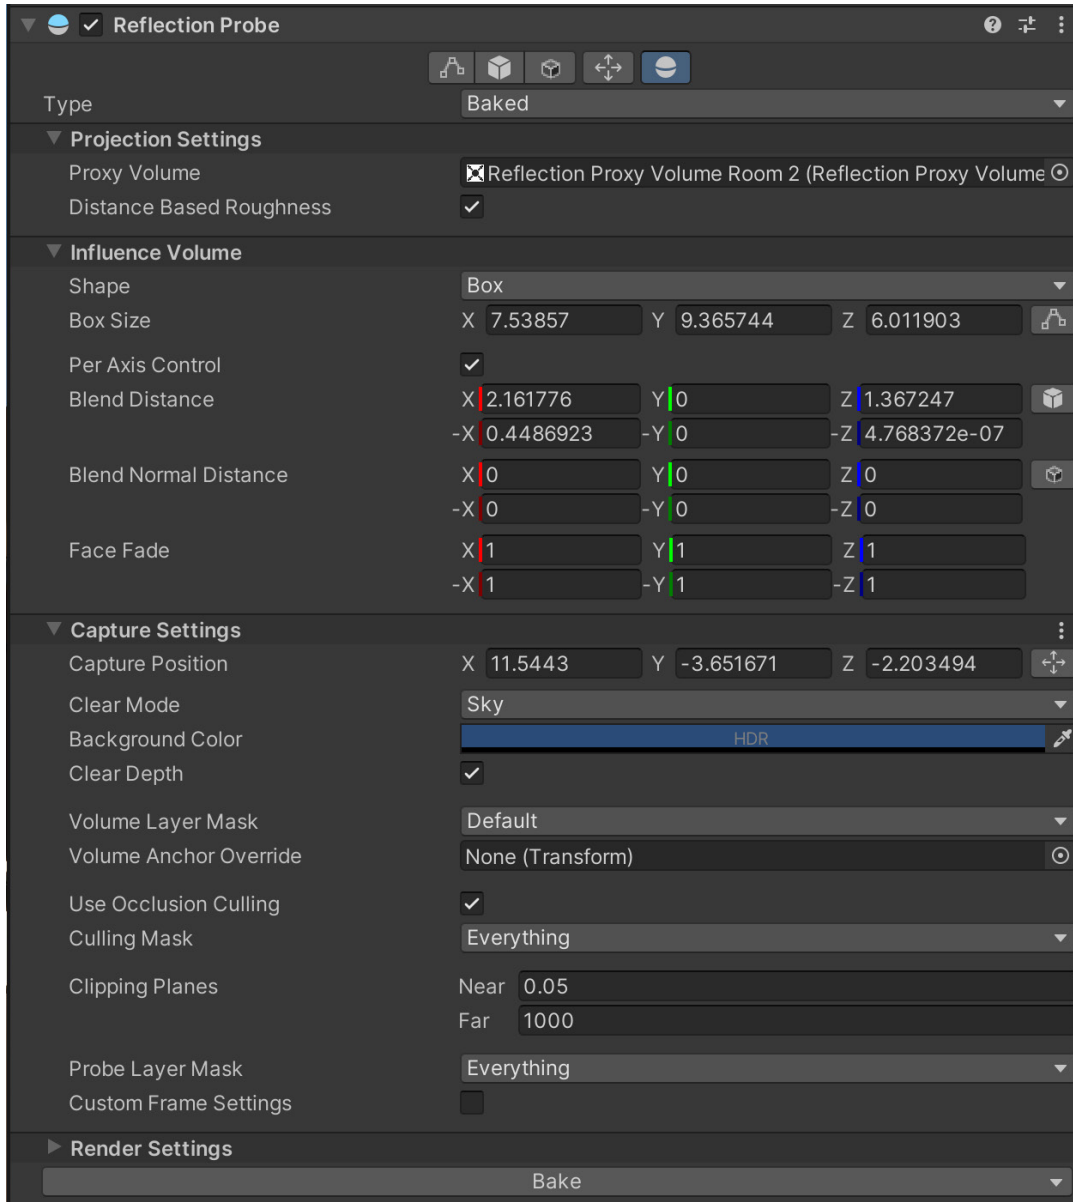 Reflection Probe
Type Baked
Projection Settings
Proxy Volume Reflection Proxy Volume Room 2 (Reflection Proxy Volume
Distance Based Roughness
Influence Volume
Shape Box
Box Size X 7.53857 Y 9.365744 Z 6.011903
Per Axis Control
Blend Distance X 2.161776 Y 0 Z 1.367247
-X 0.4486923 -Y 0 -Z 4.768372e-07
Blend Normal Distance X 0 Y 0 Z 0
-X 0 -Y 0 -Z 0
Face Fade X 1 Y 1 Z 1
-X 1 -Y 1 -Z 1
Capture Settings
Capture Position X 11.5443 Y -3.651671 Z -2.203494
Clear Mode Sky
Background Color HDR
Clear Depth
Volume Layer Mask Default
Volume Anchor Override None (Transform)
Use Occlusion Culling
Culling Mask Everything
Clipping Planes Near 0.05
Far 1000
Probe Layer Mask Everything
Custom Frame Settings
Render Settings
Bake